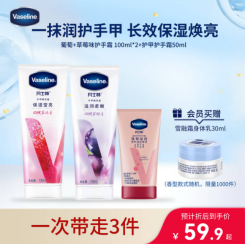 Vaseline
一抹润护手甲 长效保湿焕亮
葡萄+草莓味护手霜 100ml*2+护甲护手霜50ml
Vaseline
凡士林
Vaseline
凡士林
Vaseline
会员买赠
雪融霜身体乳30ml
(香型款式随机,限量1000件)
一次带走3件
预计折后到手价
¥59.9起